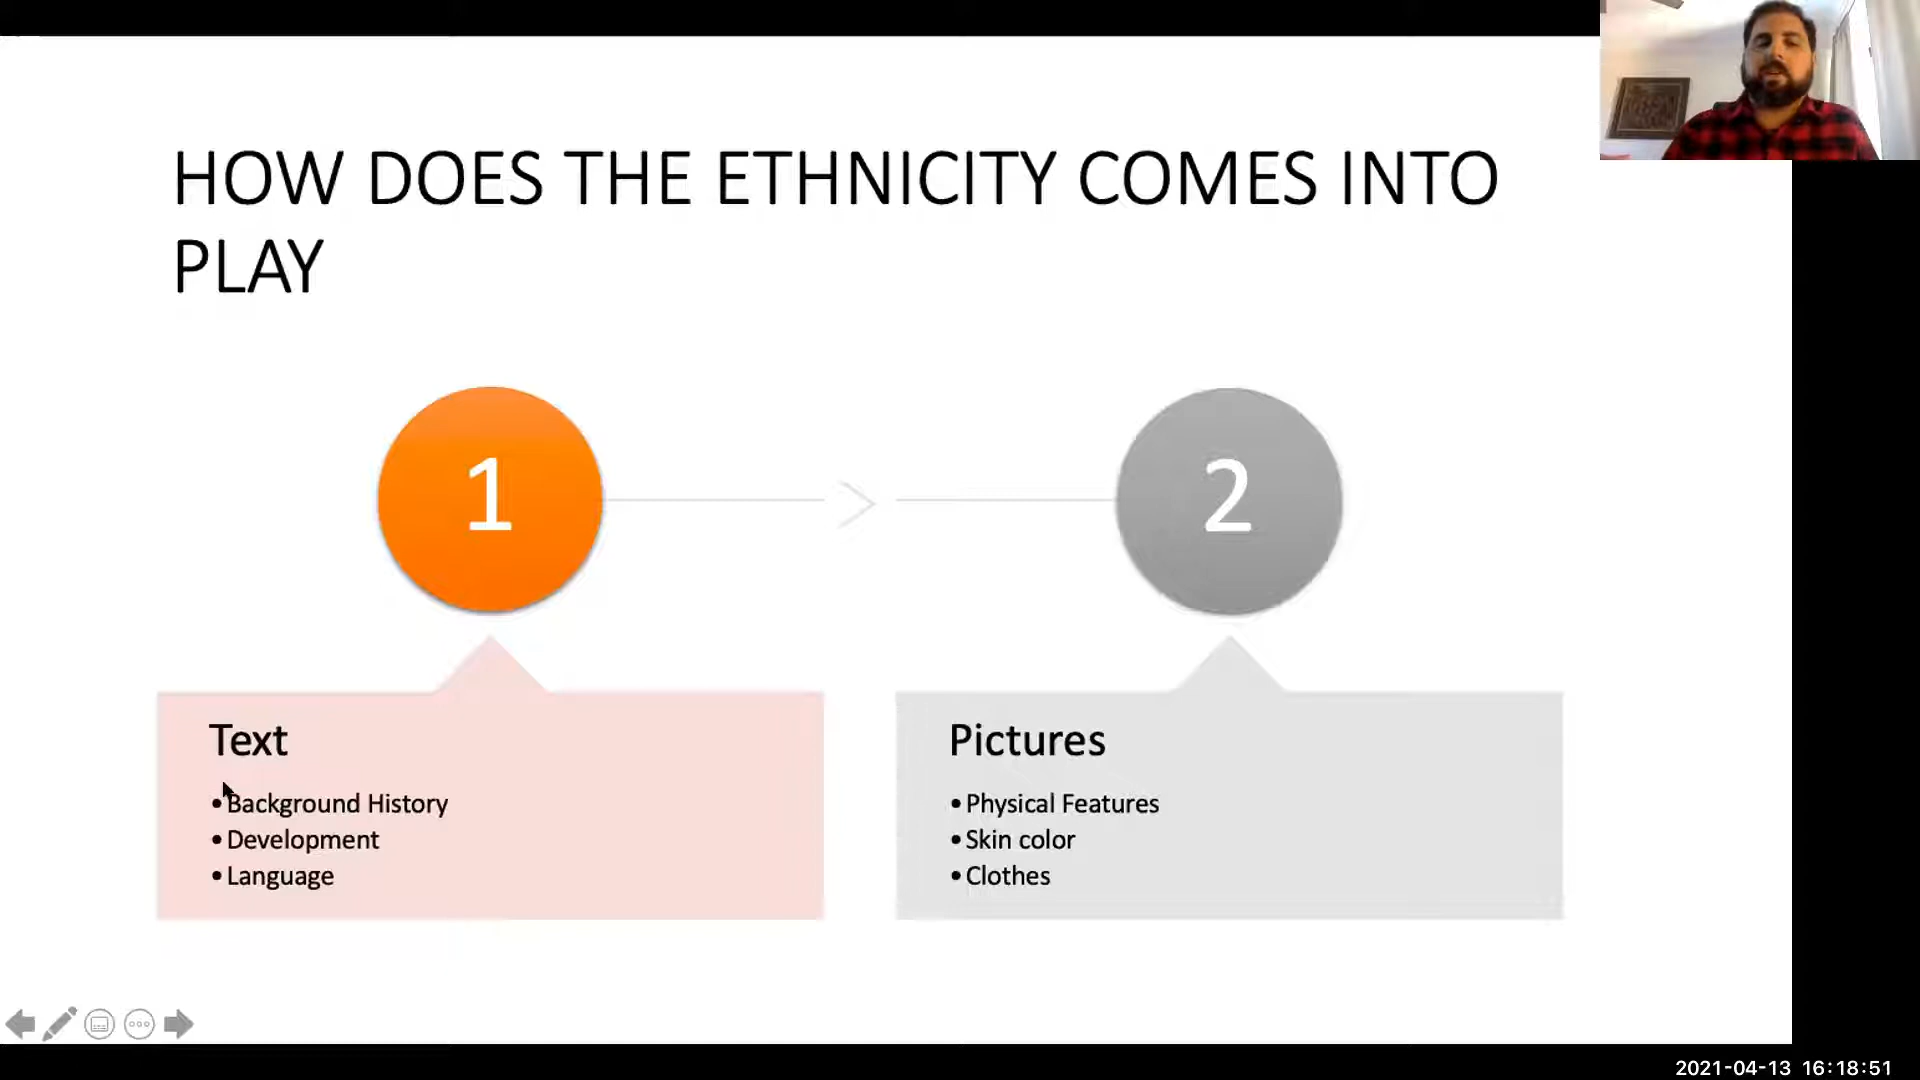 HOW DOES THE ETHNICITY COMES INTO
PLAY
1
2
Text
• Background History
• Development
• Language
Pictures
• Physical Features
• Skin color
• Clothes
2021-04-13 16:18:51